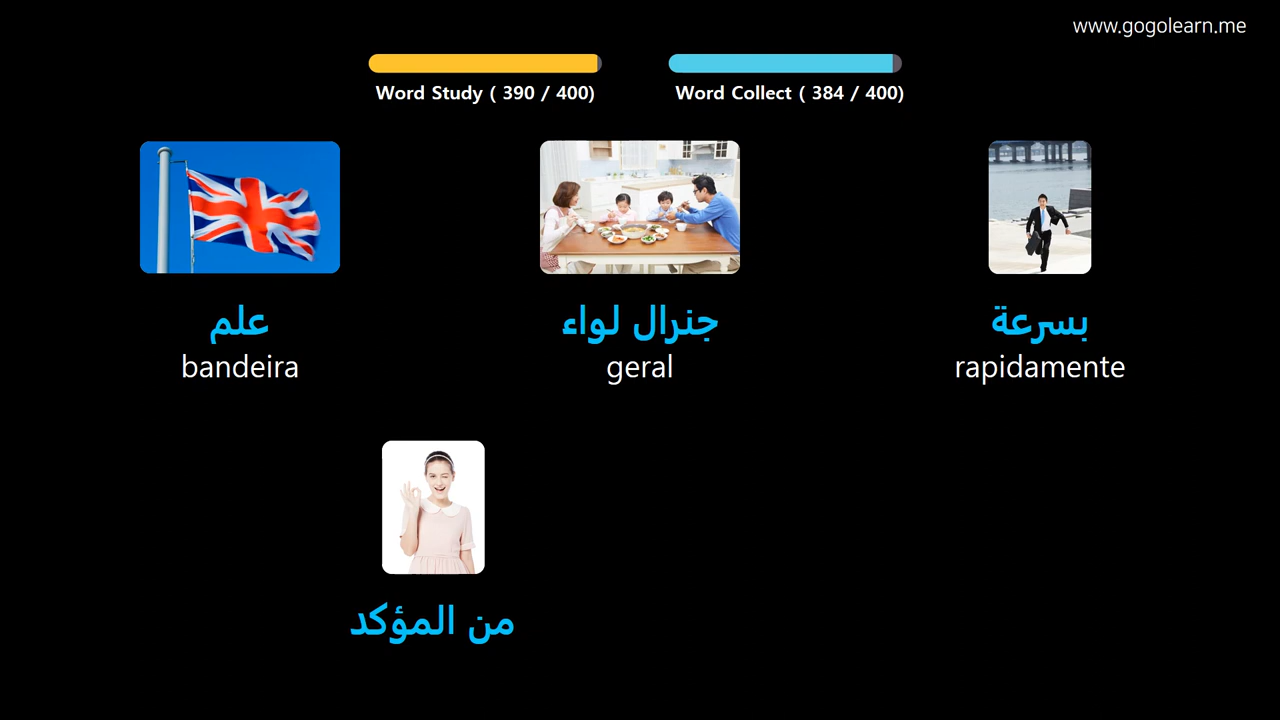 www.gogolearn.me
Word Study ( 390 / 400)
Word Collect ( 384 / 400)
علم
bandeira
جنرال لواء
geral
بسرعة
rapidamente
من المؤكد